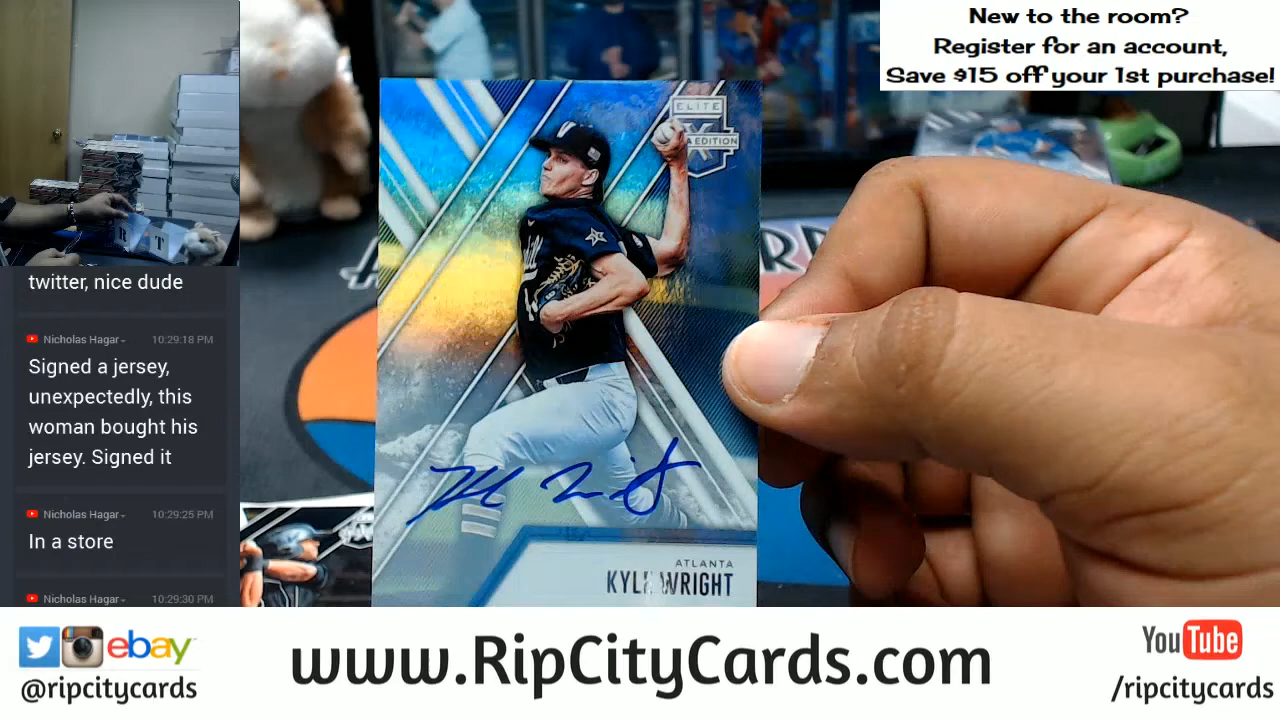 New to the room?
Register for an account,
Save $15 off your 1st purchase!
twitter, nice dude
Nicholas Hagar 10:29:18 PM
Signed a jersey,
unexpectedly, this
woman bought his
jersey. Signed it
Nicholas Hagar 10:29:25 PM
In a store
Nicholas Hagar 10:29:30 PM
R T
ELITE
X
A EDITION
ATLANTA
KYLE WRIGHT
ebay
@ripcitycards
www.RipCityCards.com
YouTube
/ripcitycards